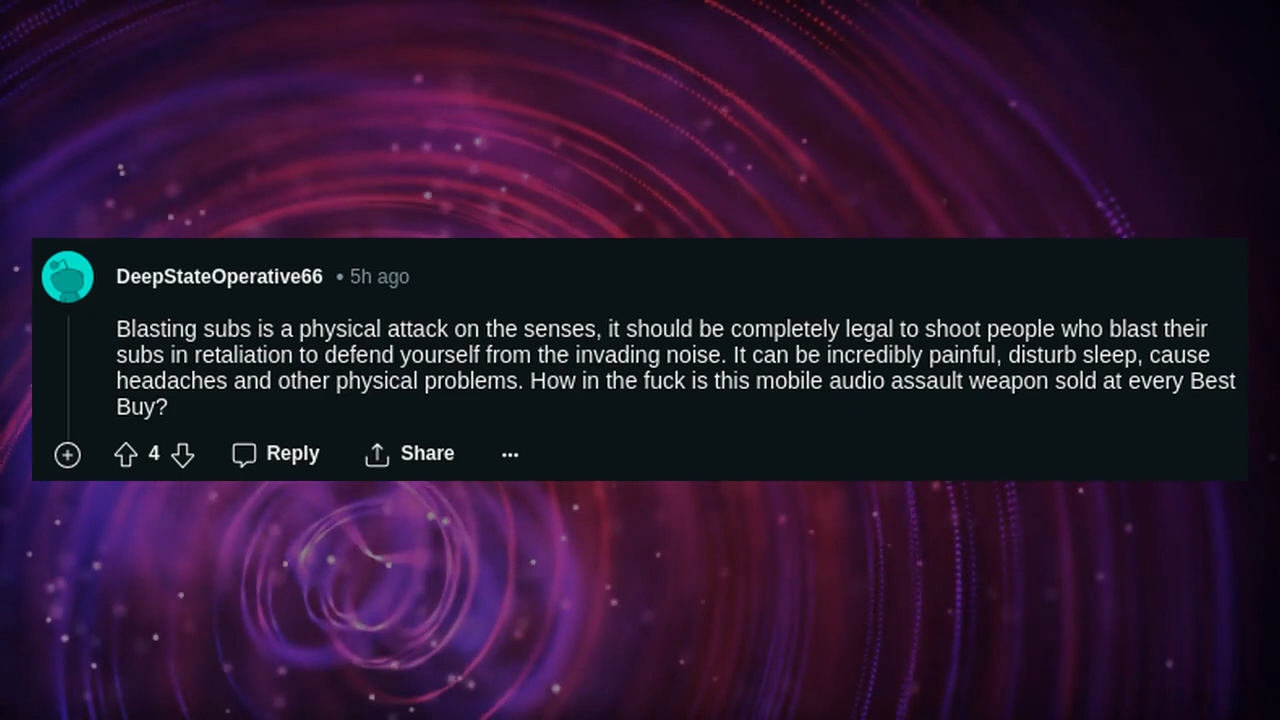 DeepStateOperative66 • 5h ago
Blasting subs is a physical attack on the senses, it should be completely legal to shoot people who blast their
subs in retaliation to defend yourself from the invading noise. It can be incredibly painful, disturb sleep, cause
headaches and other physical problems. How in the fuck is this mobile audio assault weapon sold at every Best
Buy?
4 Reply Share ...